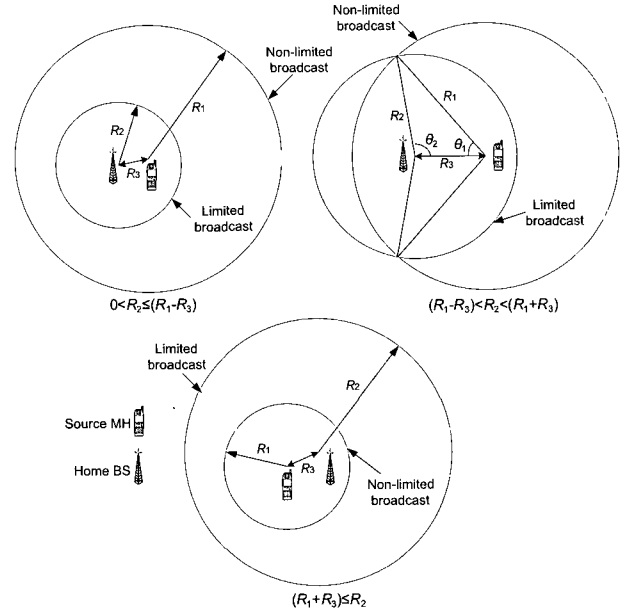 Non-limited
broadcast
R1
R2
R3
Limited
broadcast
0<R2≤(R1-R3)
Non-limited
broadcast
R1
R2
θ2
θ1
R3
Limited
broadcast
(R1-R3)<R2<(R1+R3)
Limited
broadcast
R2
Source MH
R1
R3
Home BS
Non-limited
broadcast
(R1+R3)≤R2